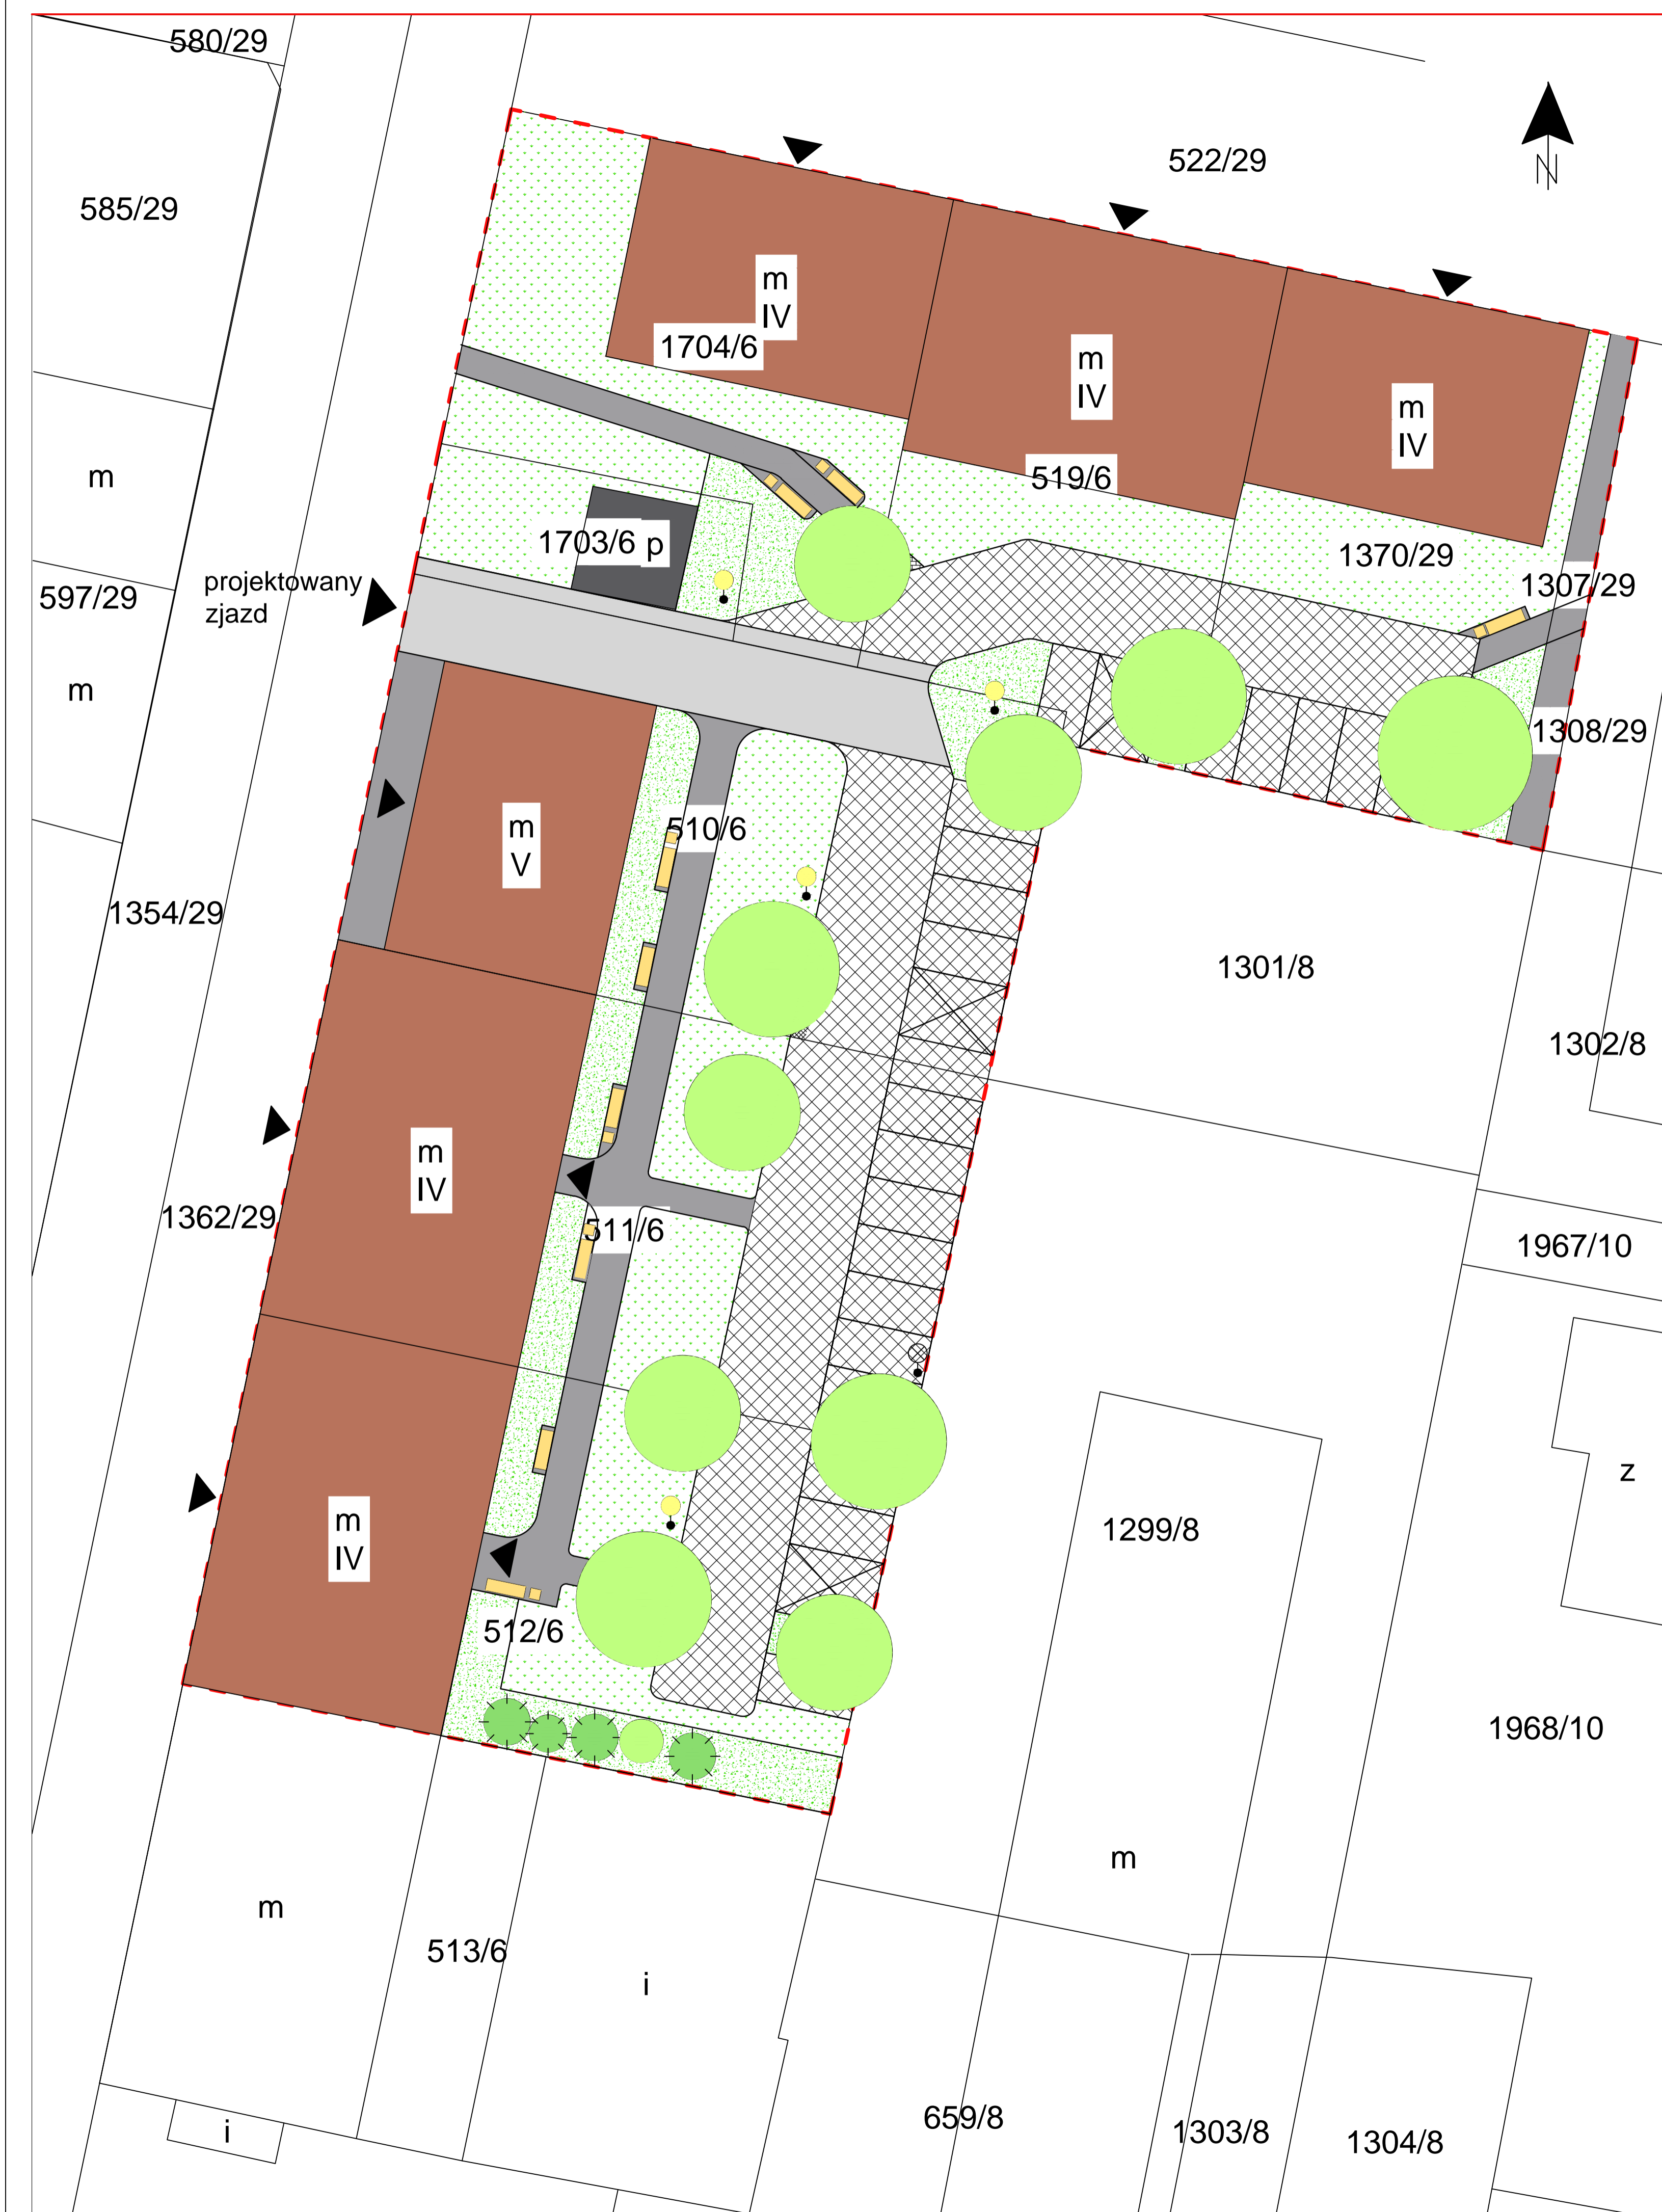 580/29
522/29
N
585/29
m
IV
1704/6
m
IV
m
IV
519/6
m
1703/6 p
1370/29
1307/29
projektowany
zjazd
597/29
m
1308/29
m
V
510/6
1354/29
1301/8
1302/8
m
IV
1362/29
511/6
1967/10
z
m
IV
1299/8
512/6
1968/10
m
m
513/6
i
659/8
i
1303/8
1304/8